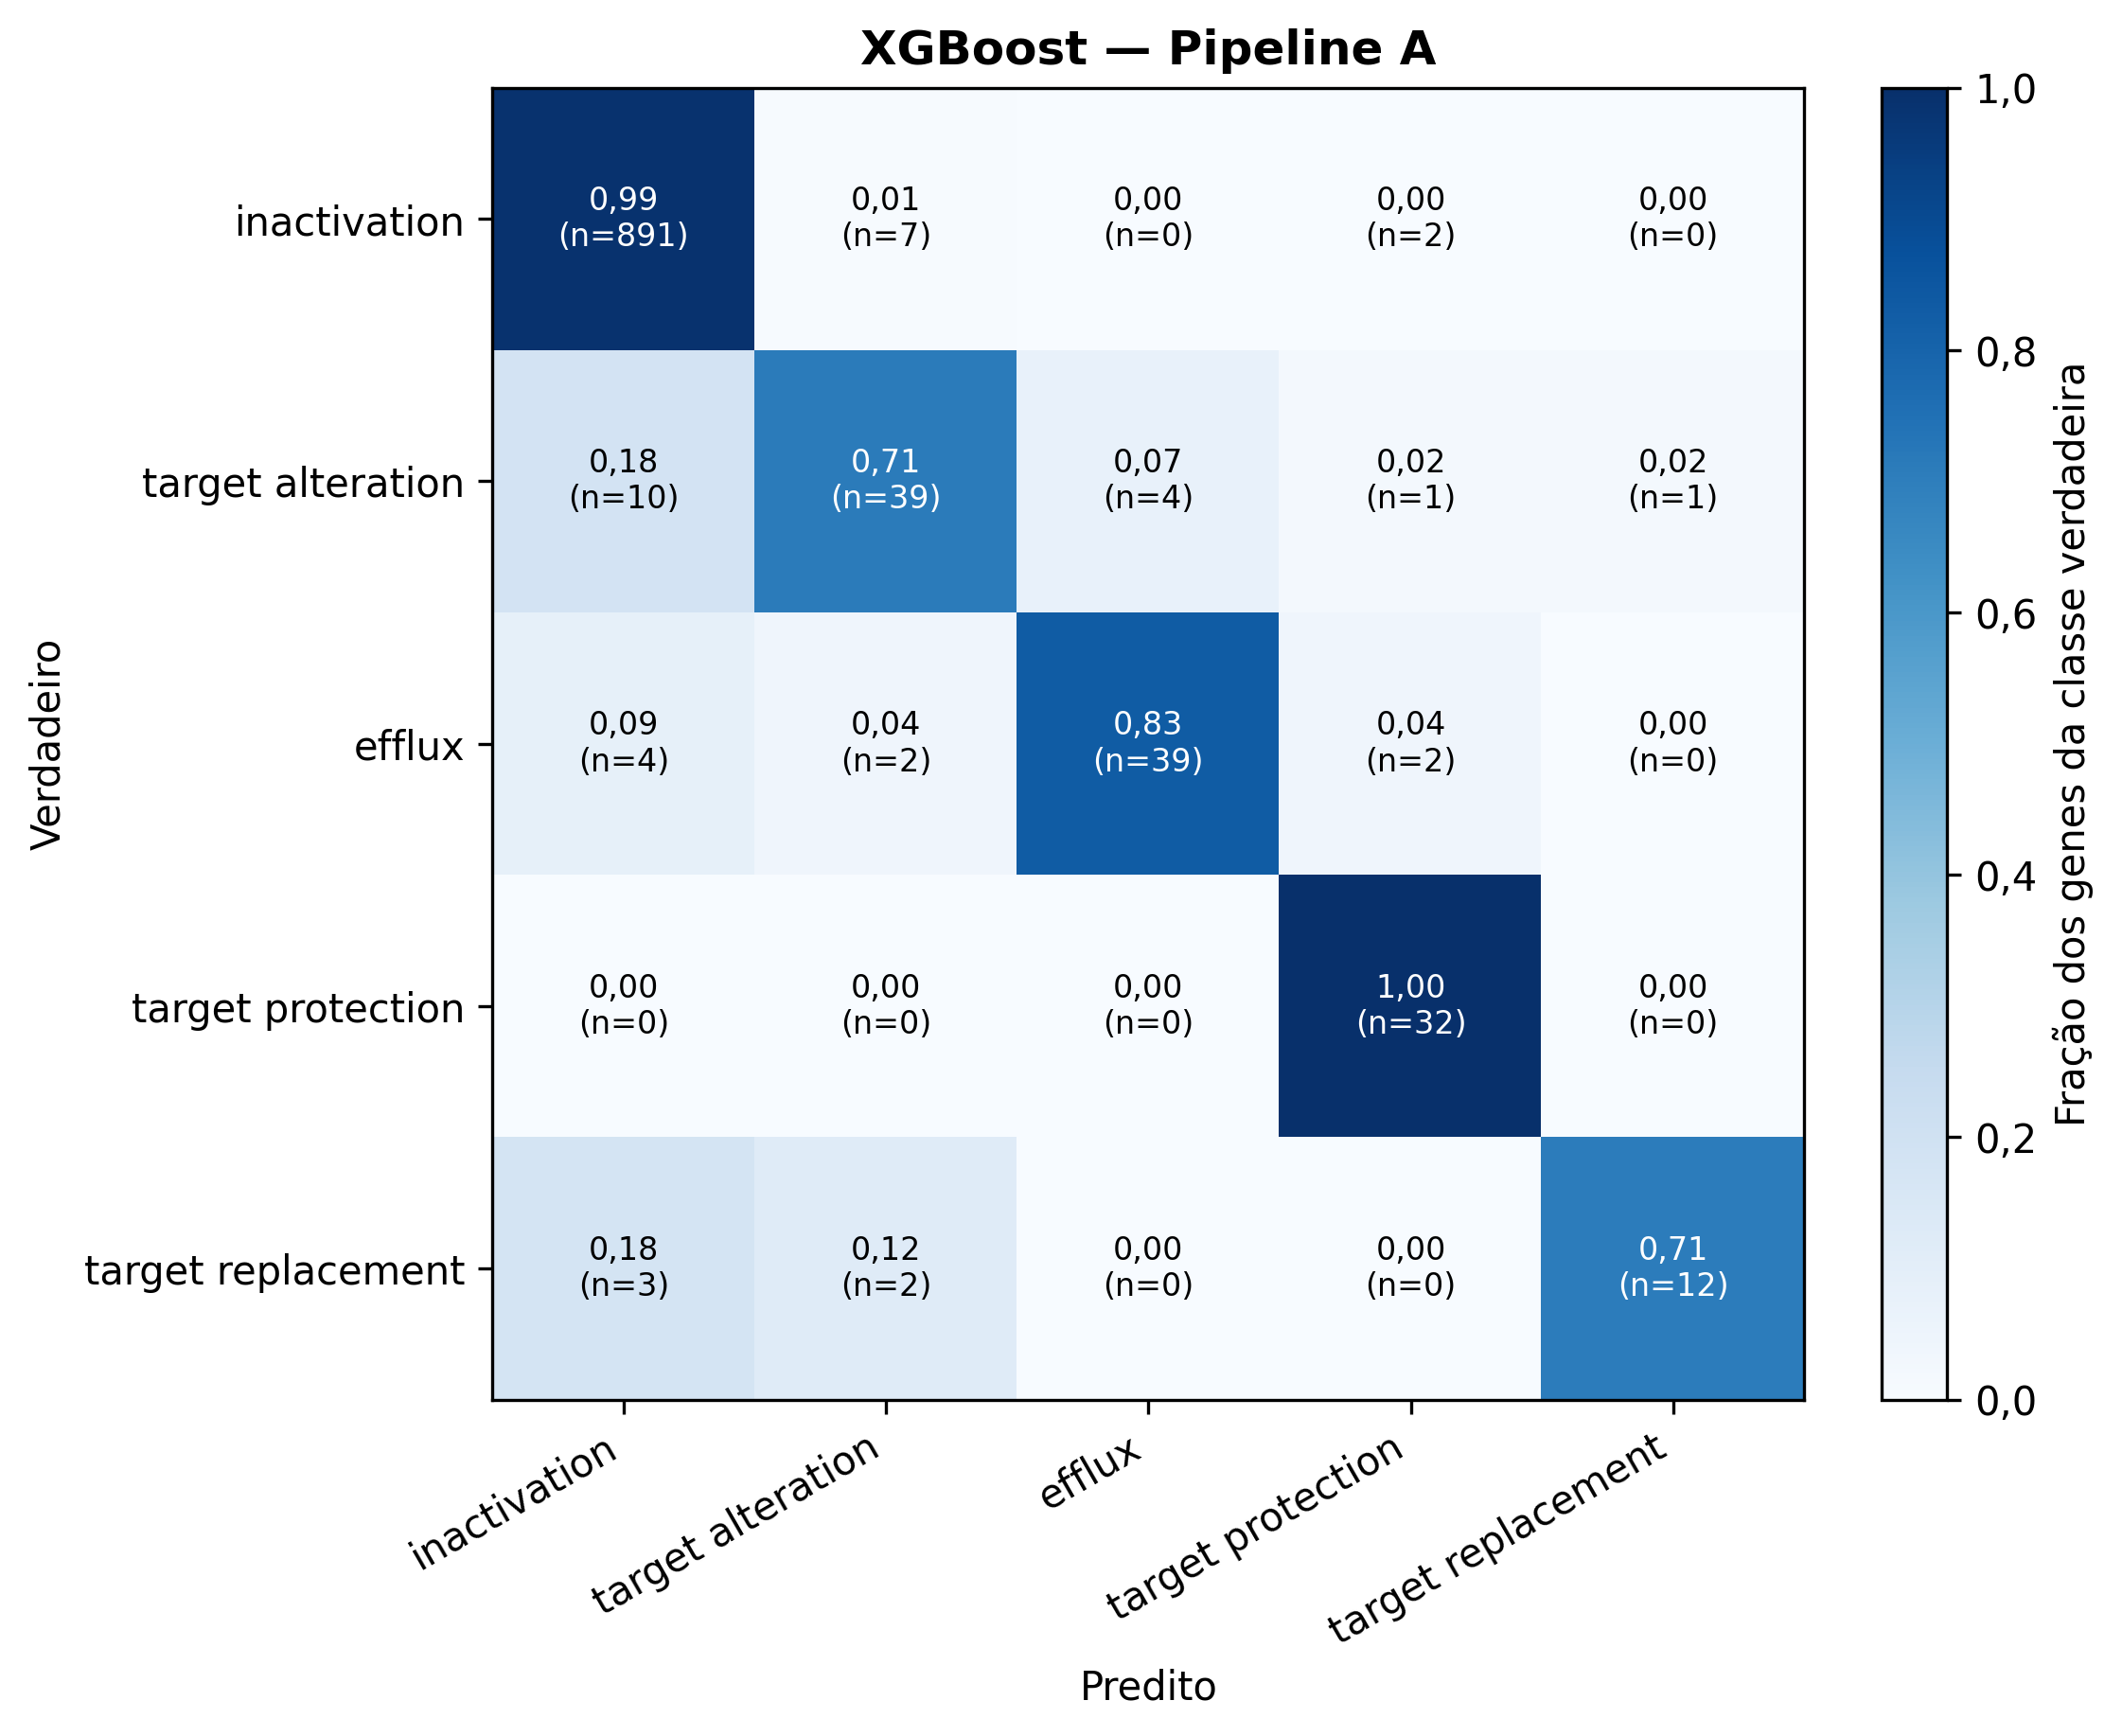 XGBoost — Pipeline A
Verdadeiro
inactivation
0,99
(n=891)
0,01
(n=7)
0,00
(n=0)
0,00
(n=2)
0,00
(n=0)
target alteration
0,18
(n=10)
0,71
(n=39)
0,07
(n=4)
0,02
(n=1)
0,02
(n=1)
efflux
0,09
(n=4)
0,04
(n=2)
0,83
(n=39)
0,04
(n=2)
0,00
(n=0)
target protection
0,00
(n=0)
0,00
(n=0)
0,00
(n=0)
1,00
(n=32)
0,00
(n=0)
target replacement
0,18
(n=3)
0,12
(n=2)
0,00
(n=0)
0,00
(n=0)
0,71
(n=12)
inactivation
target alteration
efflux
target protection
target replacement
Predito
1,0
0,8
0,6
0,4
0,2
0,0
Fração dos genes da classe verdadeira